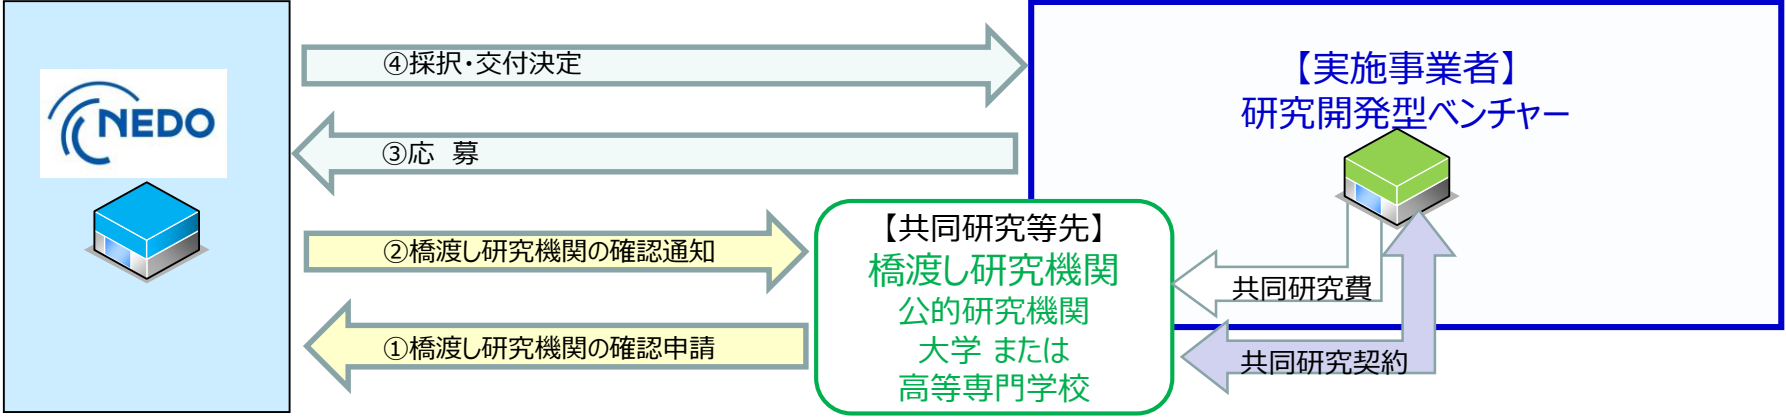 NEDO
④採択・交付決定
③応　募
②橋渡し研究機関の確認通知
①橋渡し研究機関の確認申請
【実施事業者】
研究開発型ベンチャー
【共同研究等先】
橋渡し研究機関
公的研究機関
大学 または
高等専門学校
共同研究費
共同研究契約